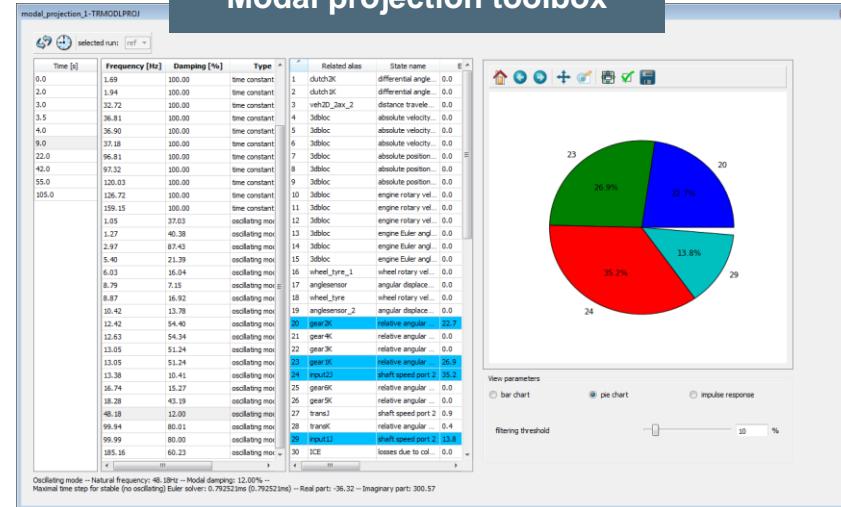 Modal projection toolbox
modal_projection_1-TRMODLPROJ
selected run: ref
Time [s]
0.0
2.0
3.0
3.5
4.0
9.0
22.0
42.0
55.0
105.0
Frequency [Hz] Damping [%] Type
1.69 100.00 time constant
1.94 100.00 time constant
32.72 100.00 time constant
36.81 100.00 time constant
36.90 100.00 time constant
37.18 100.00 time constant
96.81 100.00 time constant
97.32 100.00 time constant
120.03 100.00 time constant
126.72 100.00 time constant
159.15 100.00 time constant
1.05 37.03 oscillating moc
1.27 40.38 oscillating moc
2.97 87.43 oscillating moc
5.40 21.39 oscillating moc
6.03 16.04 oscillating moc
8.79 7.15 oscillating moc
8.87 16.92 oscillating moc
10.42 13.78 oscillating moc
12.42 54.40 oscillating moc
12.63 54.34 oscillating moc
13.05 51.24 oscillating moc
13.05 51.24 oscillating moc
13.38 10.41 oscillating moc
16.74 15.27 oscillating moc
18.28 43.19 oscillating moc
48.18 12.00 oscillating moc
99.94 80.01 oscillating moc
99.99 80.00 oscillating moc
185.16 60.23 oscillating moc
Related alias State name E
1 clutch2K differential angle... 0.0
2 clutch1K differential angle... 0.0
3 veh2D_2ax_2 distance travele... 0.0
4 3dbloc absolute velocity... 0.0
5 3dbloc absolute velocity... 0.0
6 3dbloc absolute velocity... 0.0
7 3dbloc absolute position... 0.0
8 3dbloc absolute position... 0.0
9 3dbloc absolute position... 0.0
10 3dbloc engine rotary vel... 0.0
11 3dbloc engine rotary vel... 0.0
12 3dbloc engine rotary vel... 0.0
13 3dbloc engine Euler angl... 0.0
14 3dbloc engine Euler angl... 0.0
15 3dbloc engine Euler angl... 0.0
16 wheel_tyre_1 wheel rotary vel... 0.0
17 anglesensor angular displace... 0.0
18 wheel_tyre wheel rotary vel... 0.0
19 anglesensor_2 angular displace... 0.0
20 gear2K relative angular ... 22.7
21 gear4K relative angular ... 0.0
22 gear3K relative angular ... 0.0
23 gear1K relative angular ... 26.9
24 input2J shaft speed port 2 35.2
25 gear6K relative angular ... 0.0
26 gear5K relative angular ... 0.0
27 transJ shaft speed port 2 0.9
28 transK relative angular ... 0.4
29 input1J shaft speed port 2 13.8
30 ICE losses due to col... 0.0
23
20
26.9%
22.7%
13.8%
35.2%
29
24
View parameters
bar chart pie chart impulse response
filtering threshold 10 %
Oscillating mode -- Natural frequency: 48.18Hz -- Modal damping: 12.00% --
Maximal time step for stable (no oscillating) Euler solver: 0.792521ms (0.792521ms) -- Real part: -36.32 -- Imaginary part: 300.57